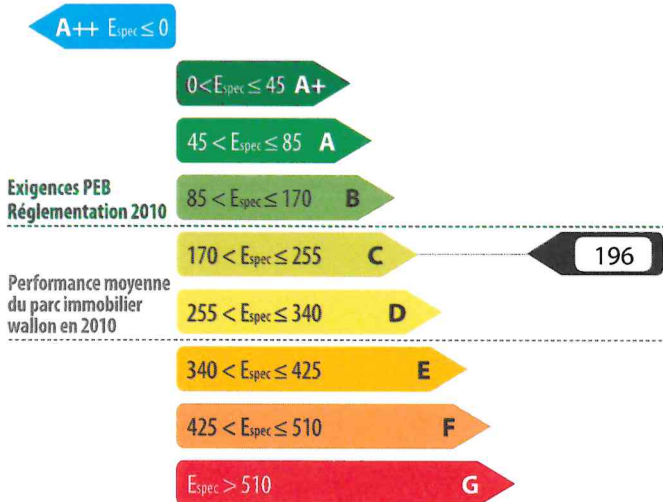 A++ Espec ≤ 0
0 < Espec ≤ 45 A+
45 < Espec ≤ 85 A
Exigences PEB
Réglementation 2010
85 < Espec ≤ 170 B
170 < Espec ≤ 255 C
196
Performance moyenne
du parc immobilier
wallon en 2010
255 < Espec ≤ 340 D
340 < Espec ≤ 425 E
425 < Espec ≤ 510 F
Espec > 510 G